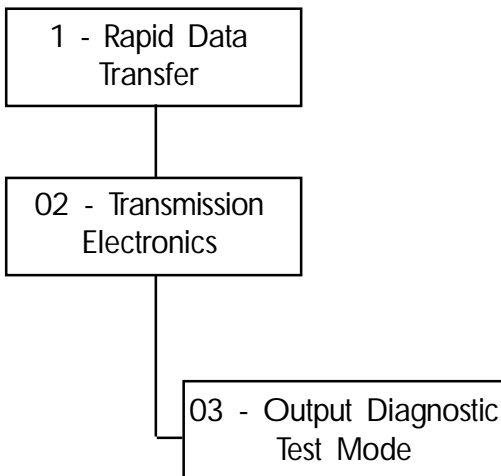 1 - Rapid Data
Transfer
02 - Transmission
Electronics
03 - Output Diagnostic
Test Mode